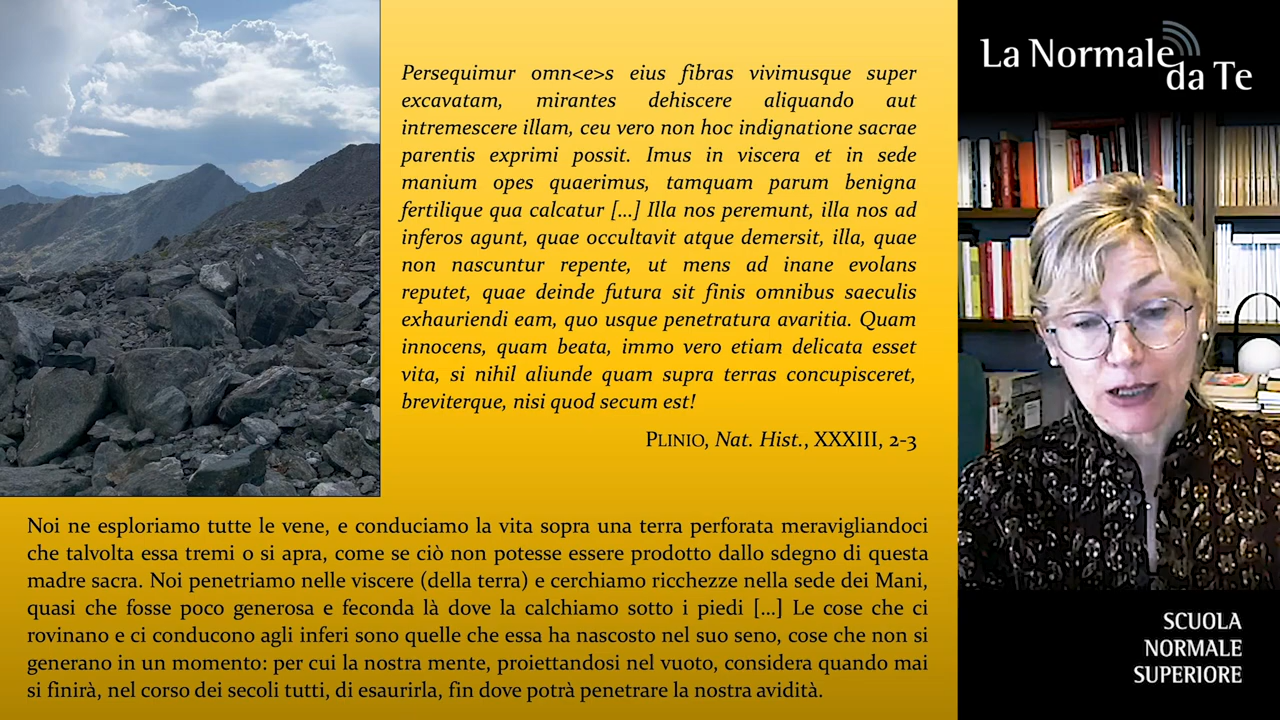 Persequimur omn<e>s eius fibras vivimusque super
excavatam, mirantes dehiscere aliquando aut
intremescere illam, ceu vero non hoc indignatione sacrae
parentis exprimi possit. Imus in viscera et in sede
manium opes quaerimus, tamquam parum benigna
fertilique qua calcatur [...] Illa nos peremunt, illa nos ad
inferos agunt, quae occultavit atque demersit, illa, quae
non nascuntur repente, ut mens ad inane evolans
reputet, quae deinde futura sit finis omnibus saeculis
exhauriendi eam, quo usque penetratura avaritia. Quam
innocens, quam beata, immo vero etiam delicata esset
vita, si nihil aliunde quam supra terras concupisceret,
breviterque, nisi quod secum est!
PLINIO, Nat. Hist., XXXIII, 2-3
Noi ne esploriamo tutte le vene, e conduciamo la vita sopra una terra perforata meravigliandoci
che talvolta essa tremi o si apra, come se ciò non potesse essere prodotto dallo sdegno di questa
madre sacra. Noi penetriamo nelle viscere (della terra) e cerchiamo ricchezze nella sede dei Mani,
quasi che fosse poco generosa e feconda là dove la calchiamo sotto i piedi [...] Le cose che ci
rovinano e ci conducono agli inferi sono quelle che essa ha nascosto nel suo seno, cose che non si
generano in un momento: per cui la nostra mente, proiettandosi nel vuoto, considera quando mai
si finirà, nel corso dei secoli tutti, di esaurirla, fin dove potrà penetrare la nostra avidità.
La Normale
da Te
SCUOLA
NORMALE
SUPERIORE